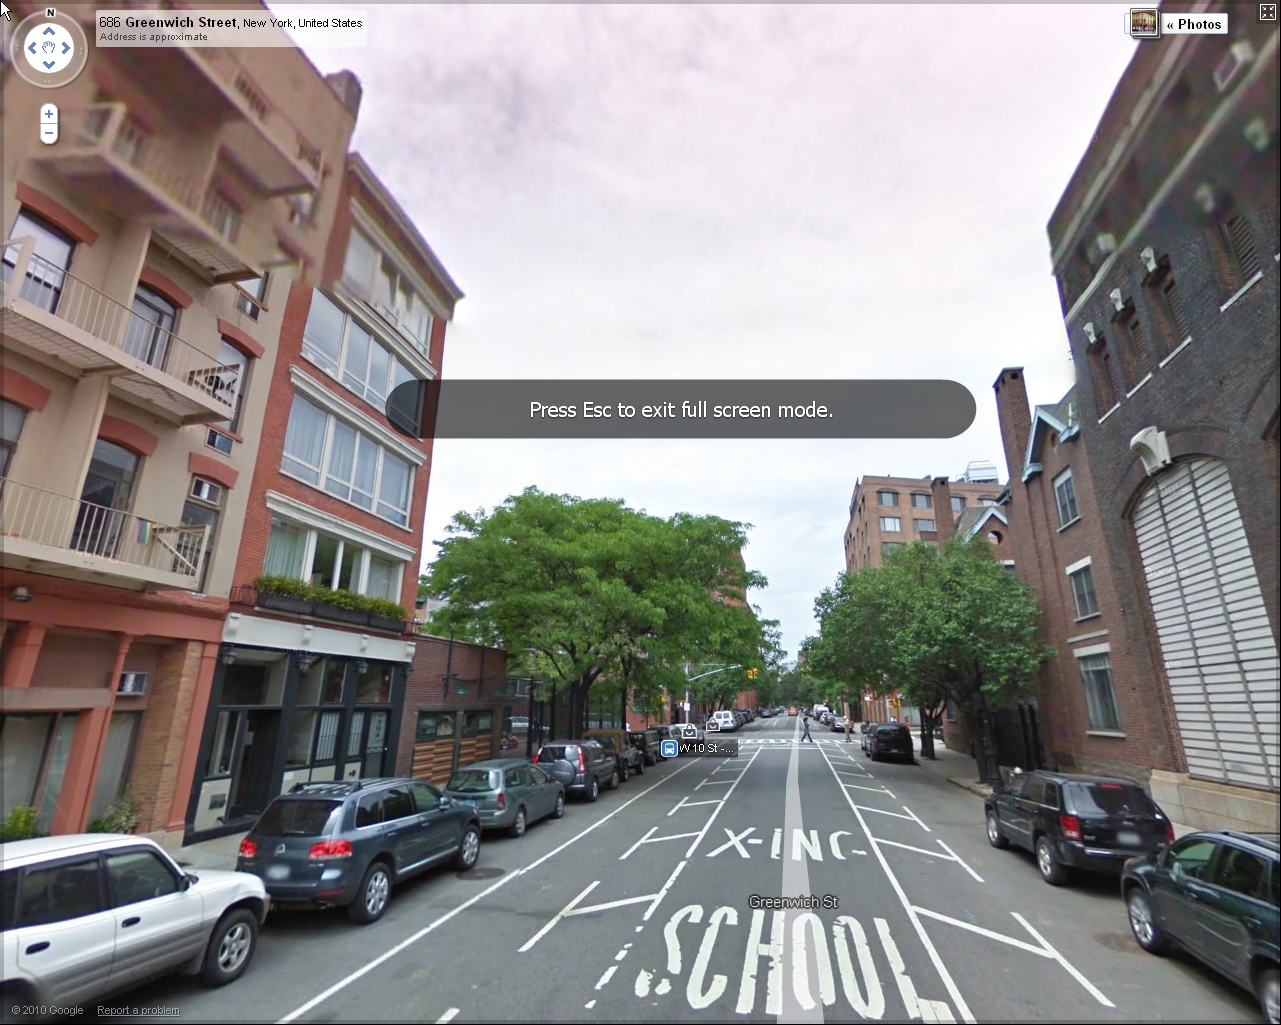 N
686 Greenwich Street, New York, United States
Address is approximate
« Photos
Press Esc to exit full screen mode.
W 10 St -...
X-ING
Greenwich St
SCHOOL
© 2010 Google Report a problem